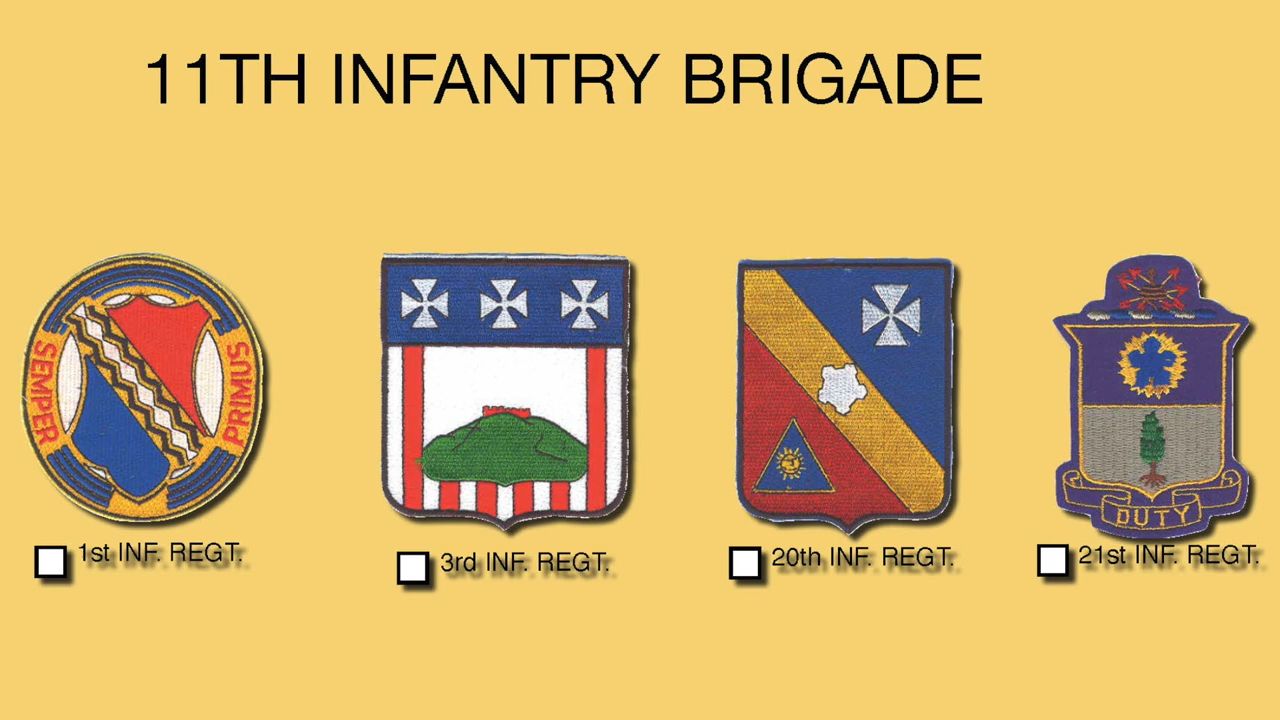 11TH INFANTRY BRIGADE
SEMPER
PRIMUS
DUTY
1st INF. REGT.
3rd INF. REGT.
20th INF. REGT.
21st INF. REGT.